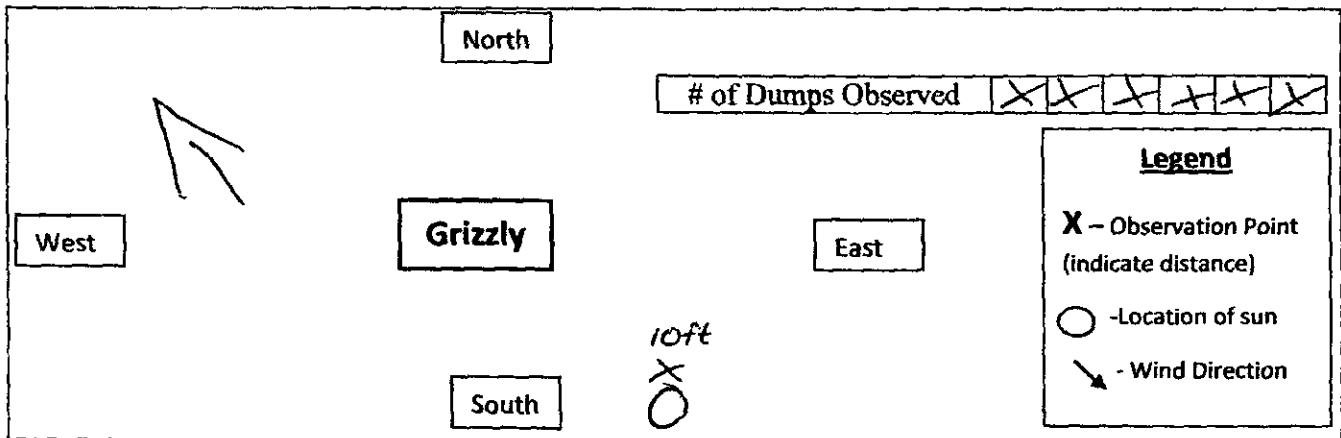 North
# of Dumps Observed X X X X X X
Legend
X – Observation Point
(indicate distance)
-Location of sun
- Wind Direction
West
Grizzly
East
10ft
X
South